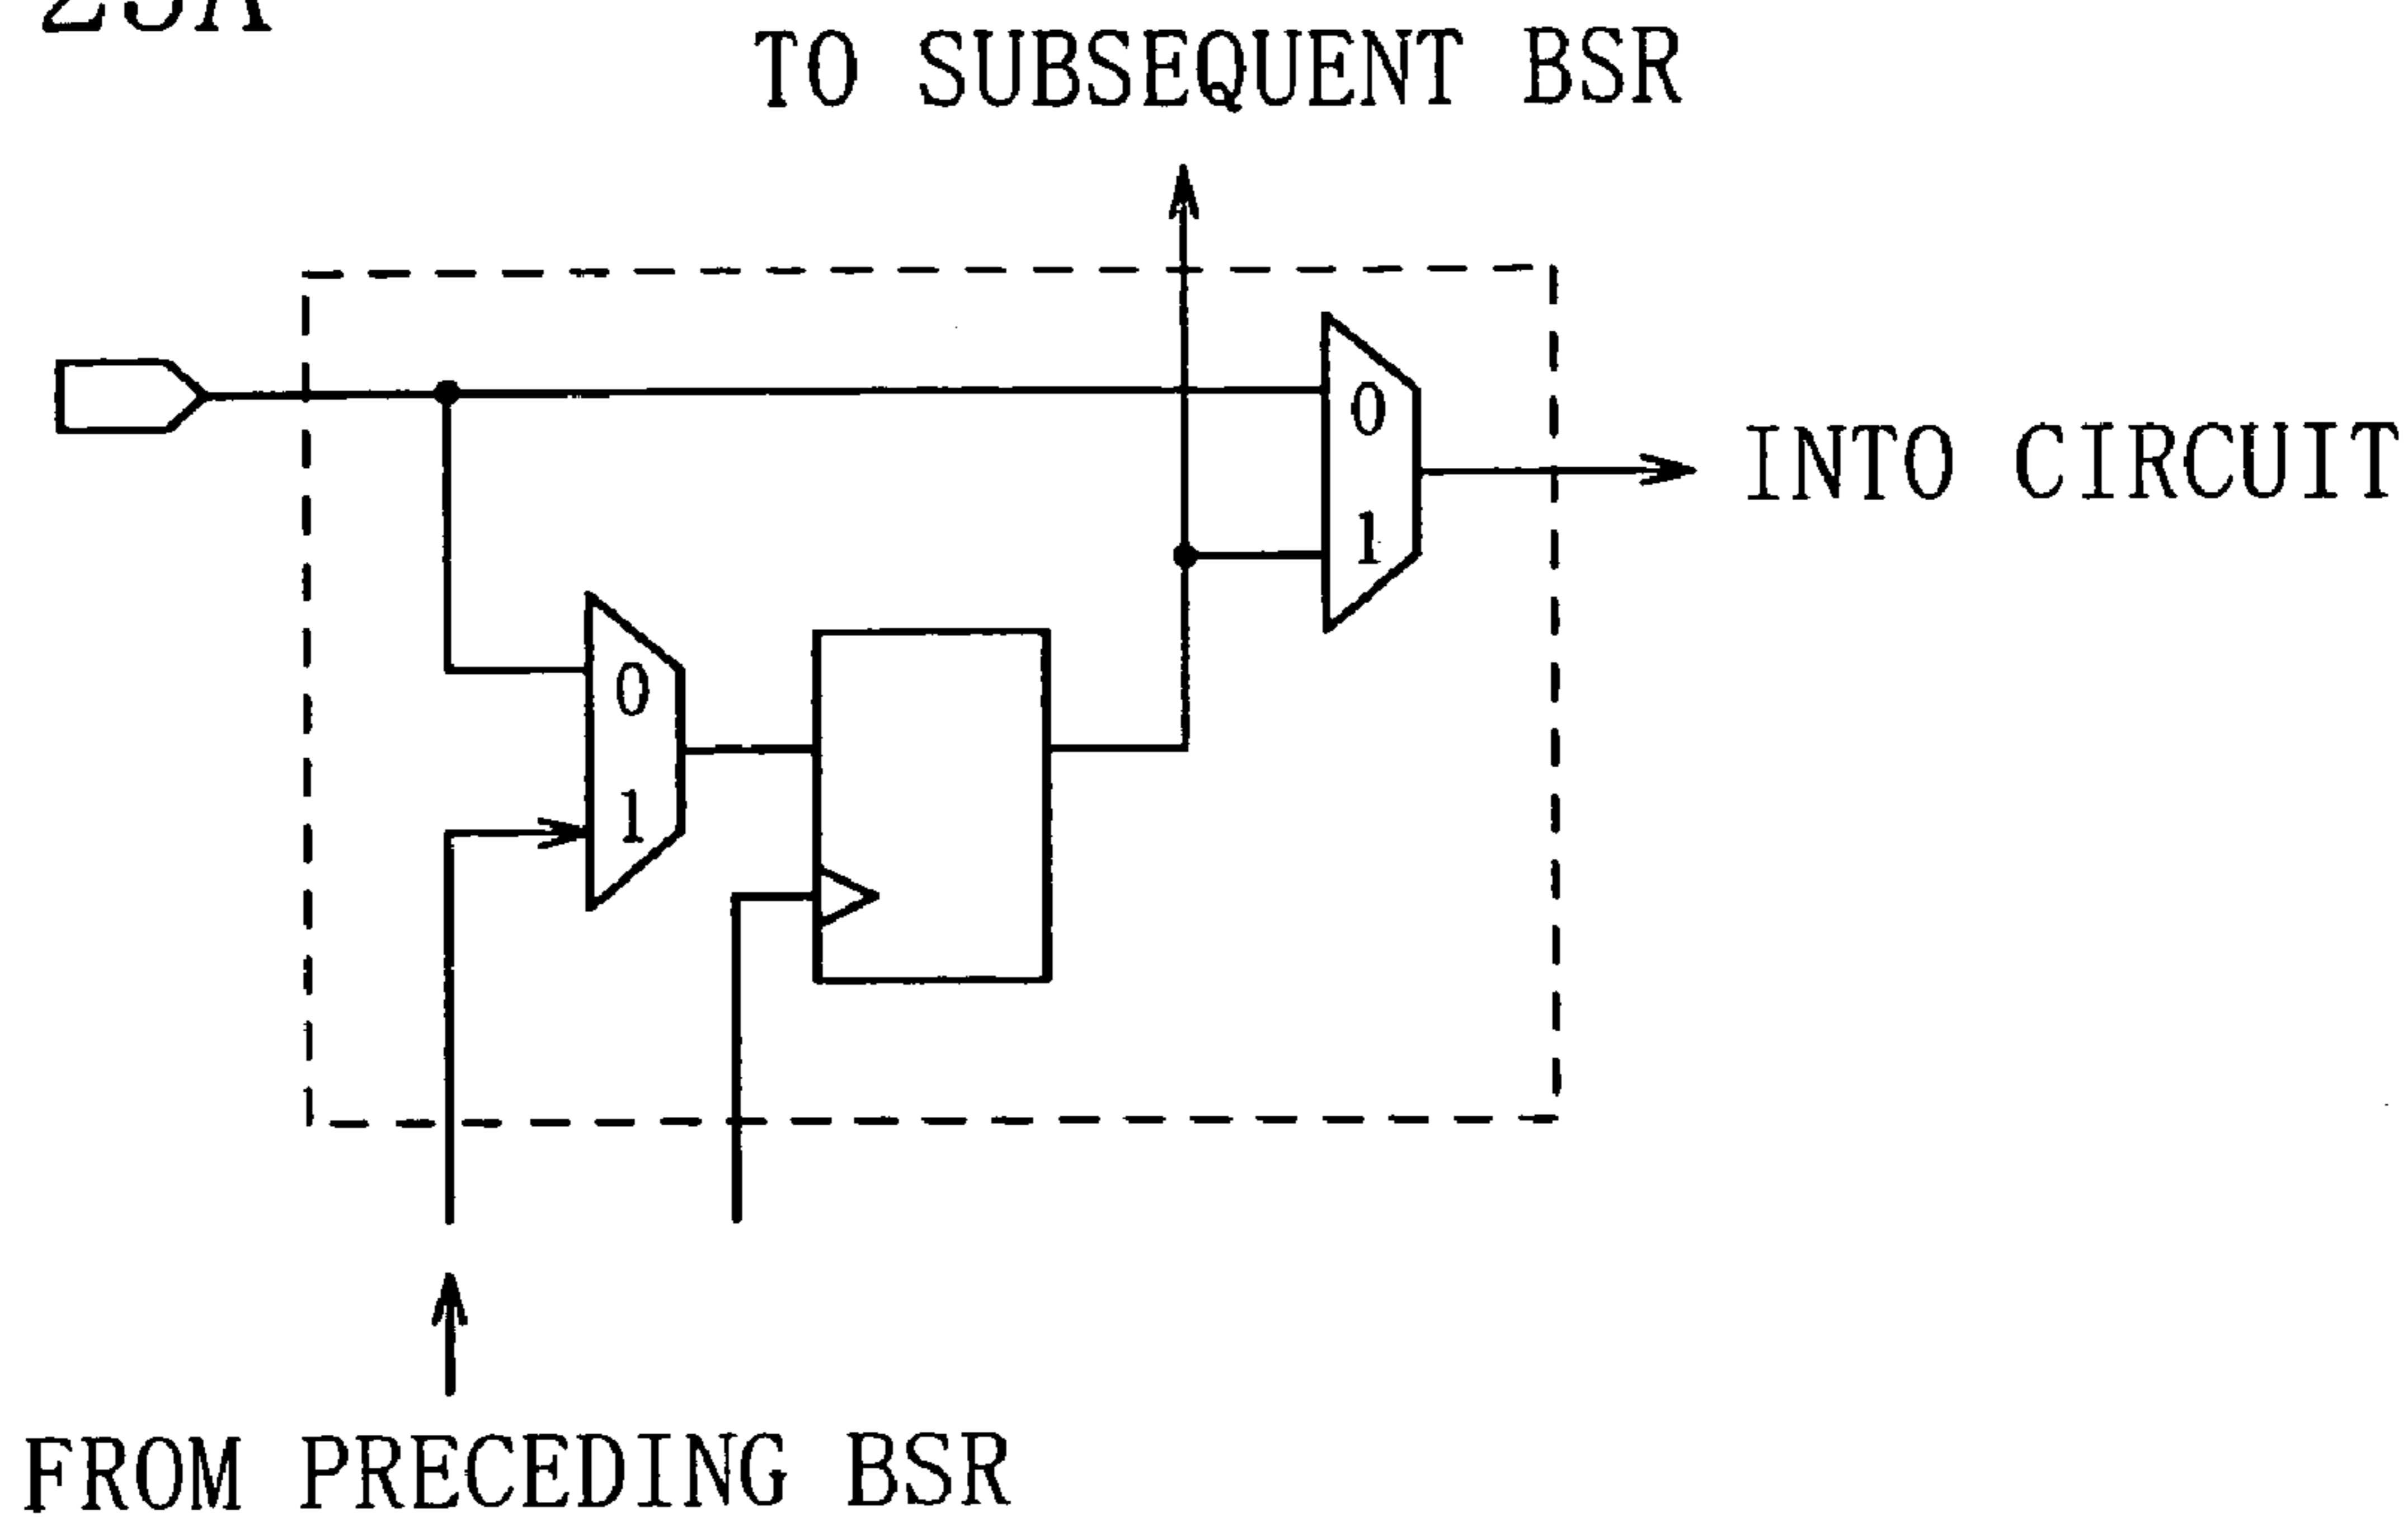 TO SUBSEQUENT BSR
0
INTO CIRCUIT
1
0
1
FROM PRECEDING BSR